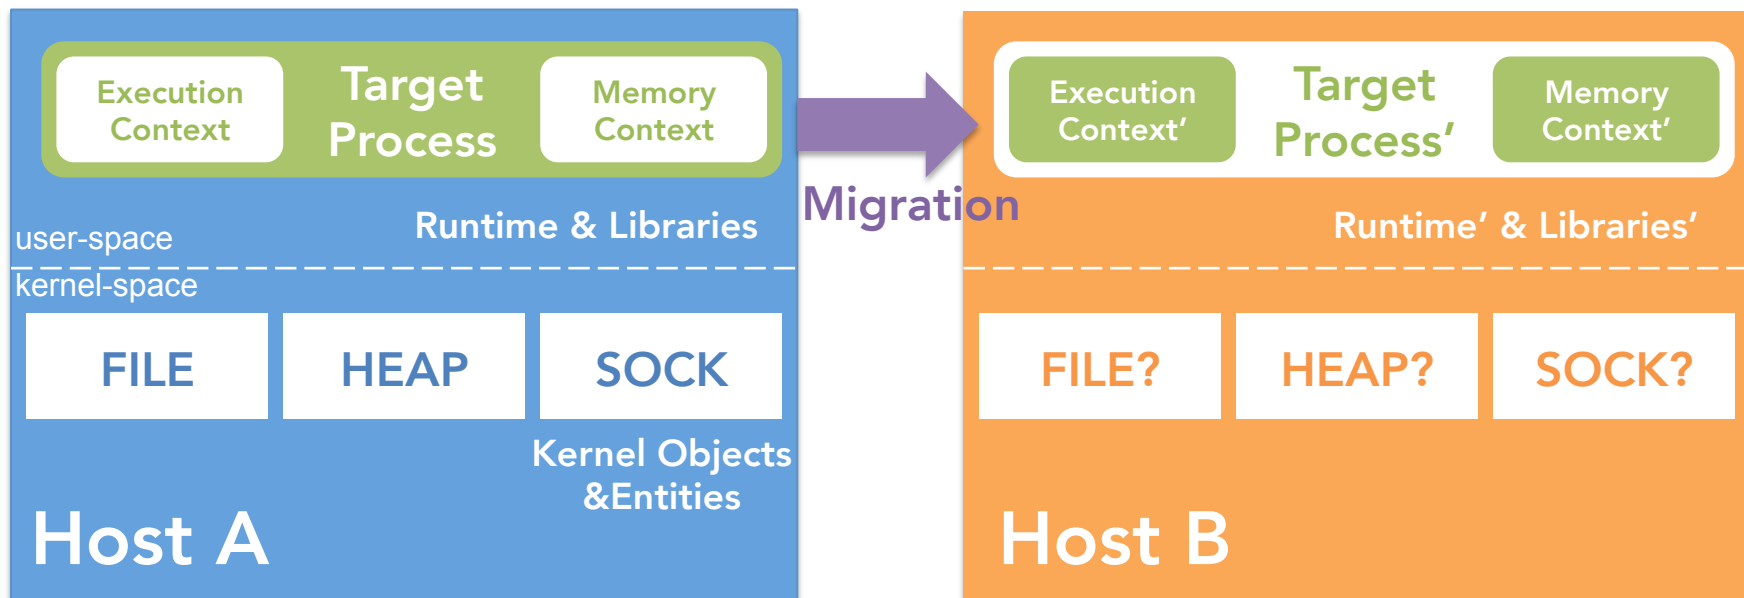 Execution
Context
Target
Process
Memory
Context
Runtime & Libraries
user-space
kernel-space
FILE
HEAP
SOCK
Kernel Objects
&Entities
Host A
Migration
Execution
Context’
Target
Process’
Memory
Context’
Runtime’ & Libraries’
FILE?
HEAP?
SOCK?
Host B